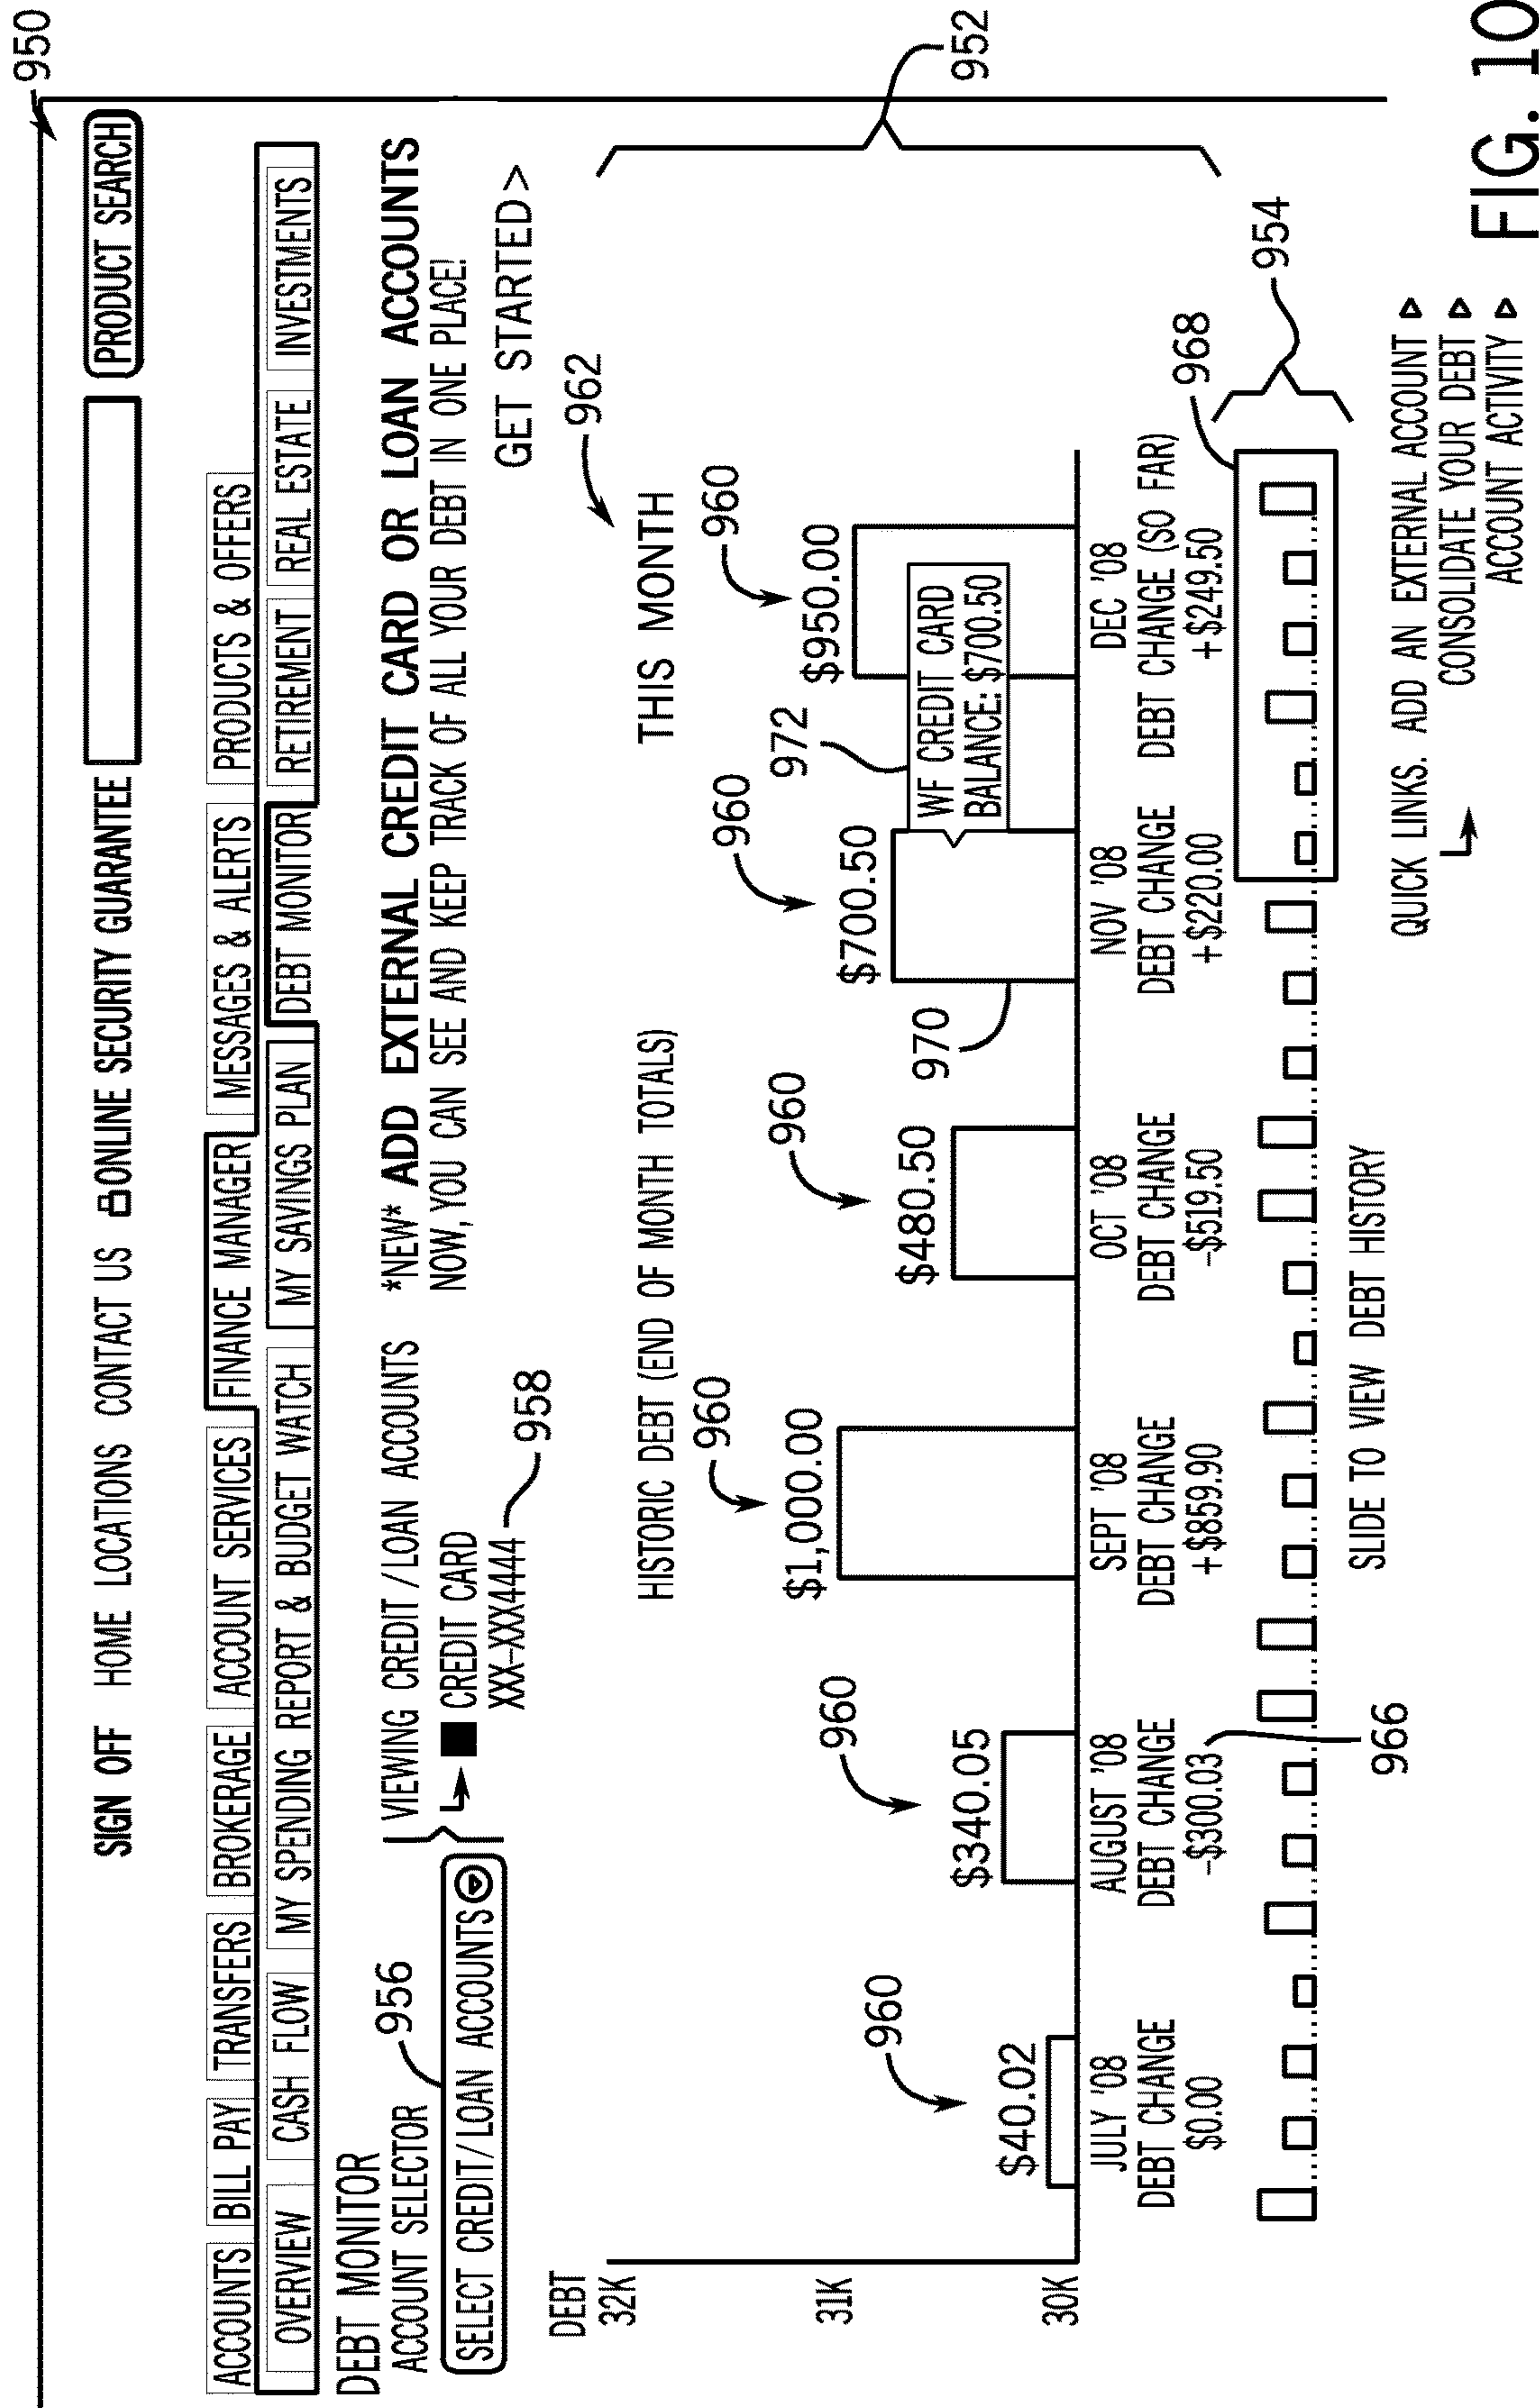 950
SIGN OFF HOME LOCATIONS CONTACT US ONLINE SECURITY GUARANTEE PRODUCT SEARCH
ACCOUNTS BILL PAY TRANSFERS BROKERAGE ACCOUNT SERVICES FINANCE MANAGER MESSAGES & ALERTS PRODUCTS & OFFERS
OVERVIEW CASH FLOW MY SPENDING REPORT & BUDGET WATCH MY SAVINGS PLAN DEBT MONITOR RETIREMENT REAL ESTATE INVESTMENTS
DEBT MONITOR
ACCOUNT SELECTOR
956
SELECT CREDIT/LOAN ACCOUNTS
VIEWING CREDIT /LOAN ACCOUNTS
CREDIT CARD
XXX-XXX4444
958
*NEW* ADD EXTERNAL CREDIT CARD OR LOAN ACCOUNTS
NOW, YOU CAN SEE AND KEEP TRACK OF ALL YOUR DEBT IN ONE PLACE!
GET STARTED>
962
DEBT
32K
31K
30K
HISTORIC DEBT (END OF MONTH TOTALS)
THIS MONTH
952
960
960
960
960
960
960
$40.02
$340.05
$1,000.00
$480.50
$700.50
$950.00
970
972
WF CREDIT CARD
BALANCE: $700.50
JULY '08
DEBT CHANGE
$0.00
AUGUST '08
DEBT CHANGE
-$300.03
966
SEPT '08
DEBT CHANGE
+$859.90
OCT '08
DEBT CHANGE
-$519.50
NOV '08
DEBT CHANGE
+$220.00
DEC '08
DEBT CHANGE (SO FAR)
+$249.50
968
954
SLIDE TO VIEW DEBT HISTORY
QUICK LINKS. ADD AN EXTERNAL ACCOUNT
CONSOLIDATE YOUR DEBT
ACCOUNT ACTIVITY
FIG. 10